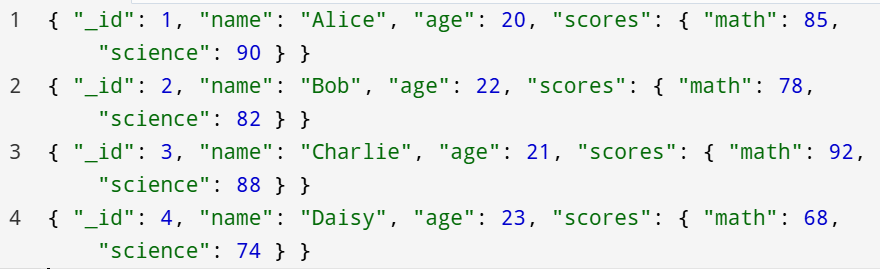 1 { "_id": 1, "name": "Alice", "age": 20, "scores": { "math": 85,
"science": 90 } }
2 { "_id": 2, "name": "Bob", "age": 22, "scores": { "math": 78,
"science": 82 } }
3 { "_id": 3, "name": "Charlie", "age": 21, "scores": { "math": 92,
"science": 88 } }
4 { "_id": 4, "name": "Daisy", "age": 23, "scores": { "math": 68,
"science": 74 } }